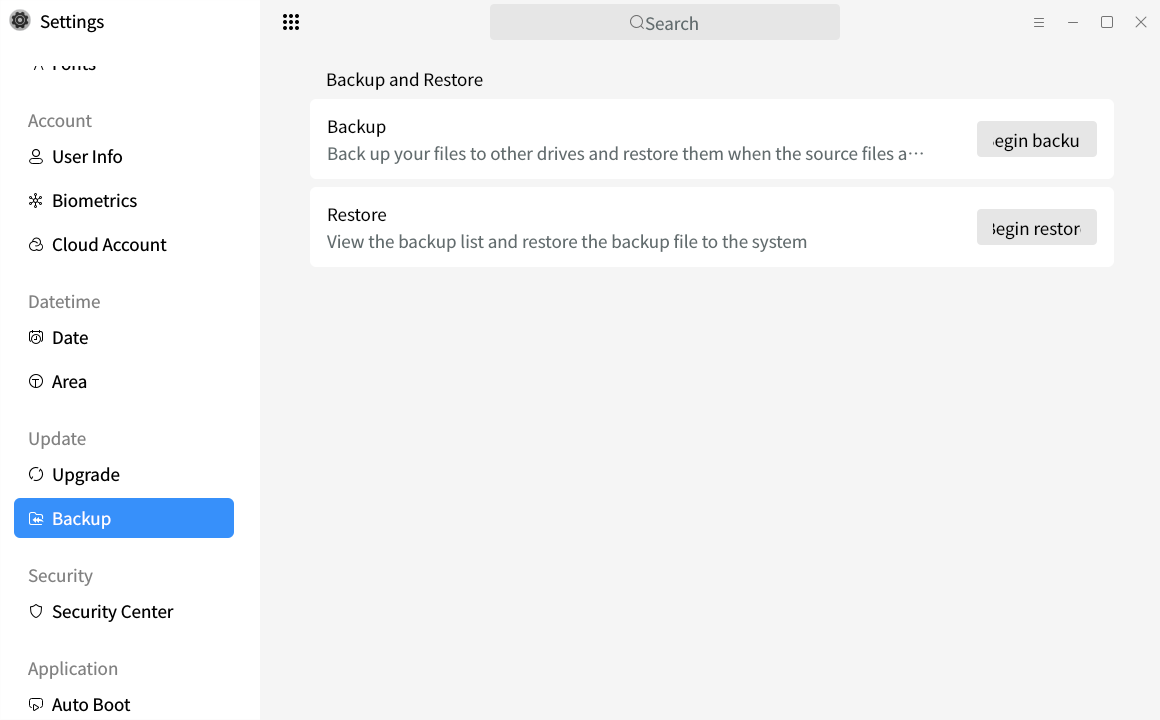 Settings
Search
Fonts
Account
User Info
Biometrics
Cloud Account
Datetime
Date
Area
Update
Upgrade
Backup
Security
Security Center
Application
Auto Boot
Backup and Restore
Backup
Back up your files to other drives and restore them when the source files a···
egin backu
Restore
View the backup list and restore the backup file to the system
egin restor